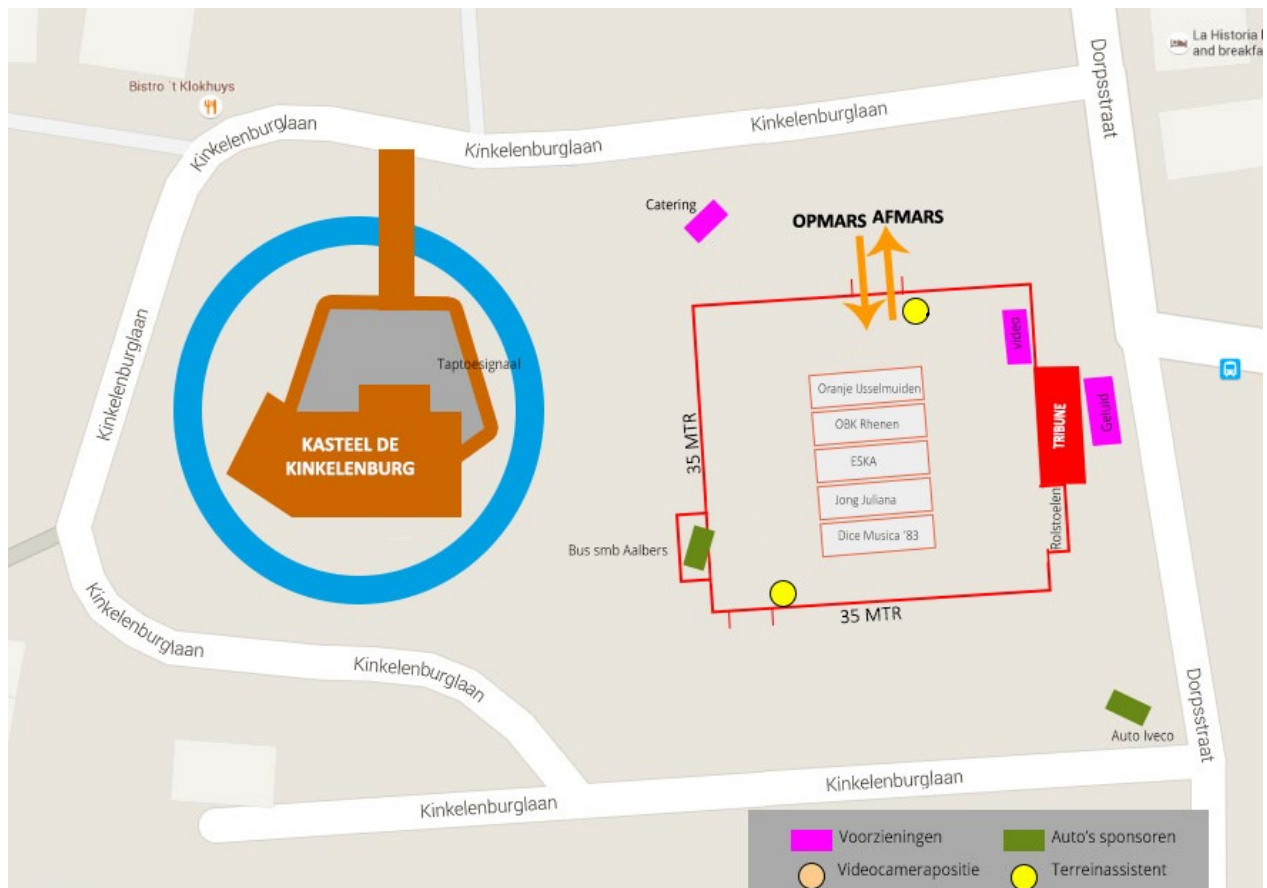 La Historia
and breakfa
Bistro 't Klokhuys
Dorpsstraat
Kinkelenburglaan
Kinkelenburglaan
Kinkelenburglaan
Catering
OPMARS AFMARS
Kinkelenburglaan
video
Taptoesignaal
Oranje IJsselmuiden
Geluid
TRIBUNE
OBK Rhenen
KASTEEL DE
KINKELENBURG
35 MTR
ESKA
Jong Juliana
Rolstoelen
Dice Musica '83
Bus smb Aalbers
35 MTR
Kinkelenburglaan
Kinkelenburglaan
Dorpsstraat
Auto Iveco
Kinkelenburglaan
Kinkelenburglaan
Voorzieningen
Auto's sponsoren
Videocamerapositie
Terreinassistent